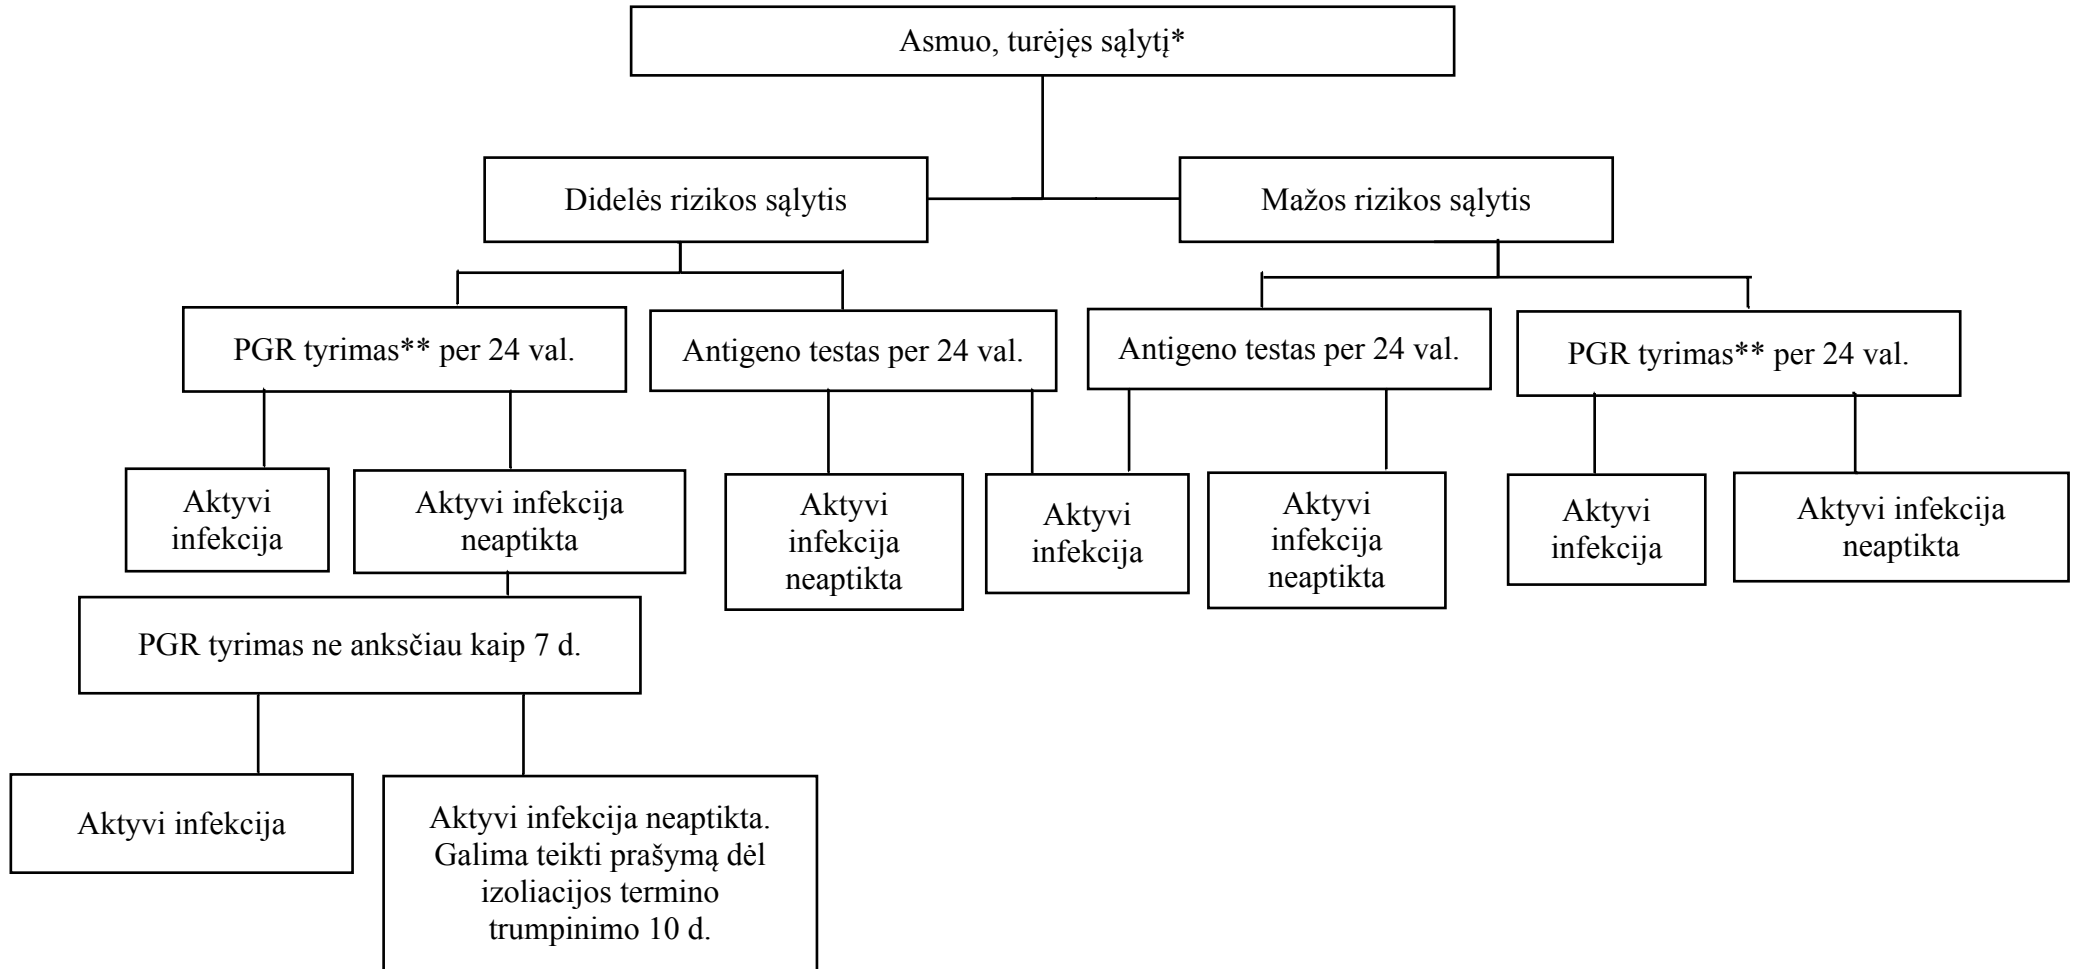 Asmuo, turėjęs sąlytį*
Didelės rizikos sąlytis
Mažos rizikos sąlytis
PGR tyrimas** per 24 val.
Antigeno testas per 24 val.
Antigeno testas per 24 val.
PGR tyrimas** per 24 val.
Aktyvi
infekcija
Aktyvi infekcija
neaptikta
Aktyvi
infekcija
neaptikta
Aktyvi
infekcija
Aktyvi
infekcija
neaptikta
Aktyvi
infekcija
Aktyvi infekcija
neaptikta
PGR tyrimas ne anksčiau kaip 7 d.
Aktyvi infekcija
Aktyvi infekcija neaptikta.
Galima teikti prašymą dėl
izoliacijos termino
trumpinimo 10 d.